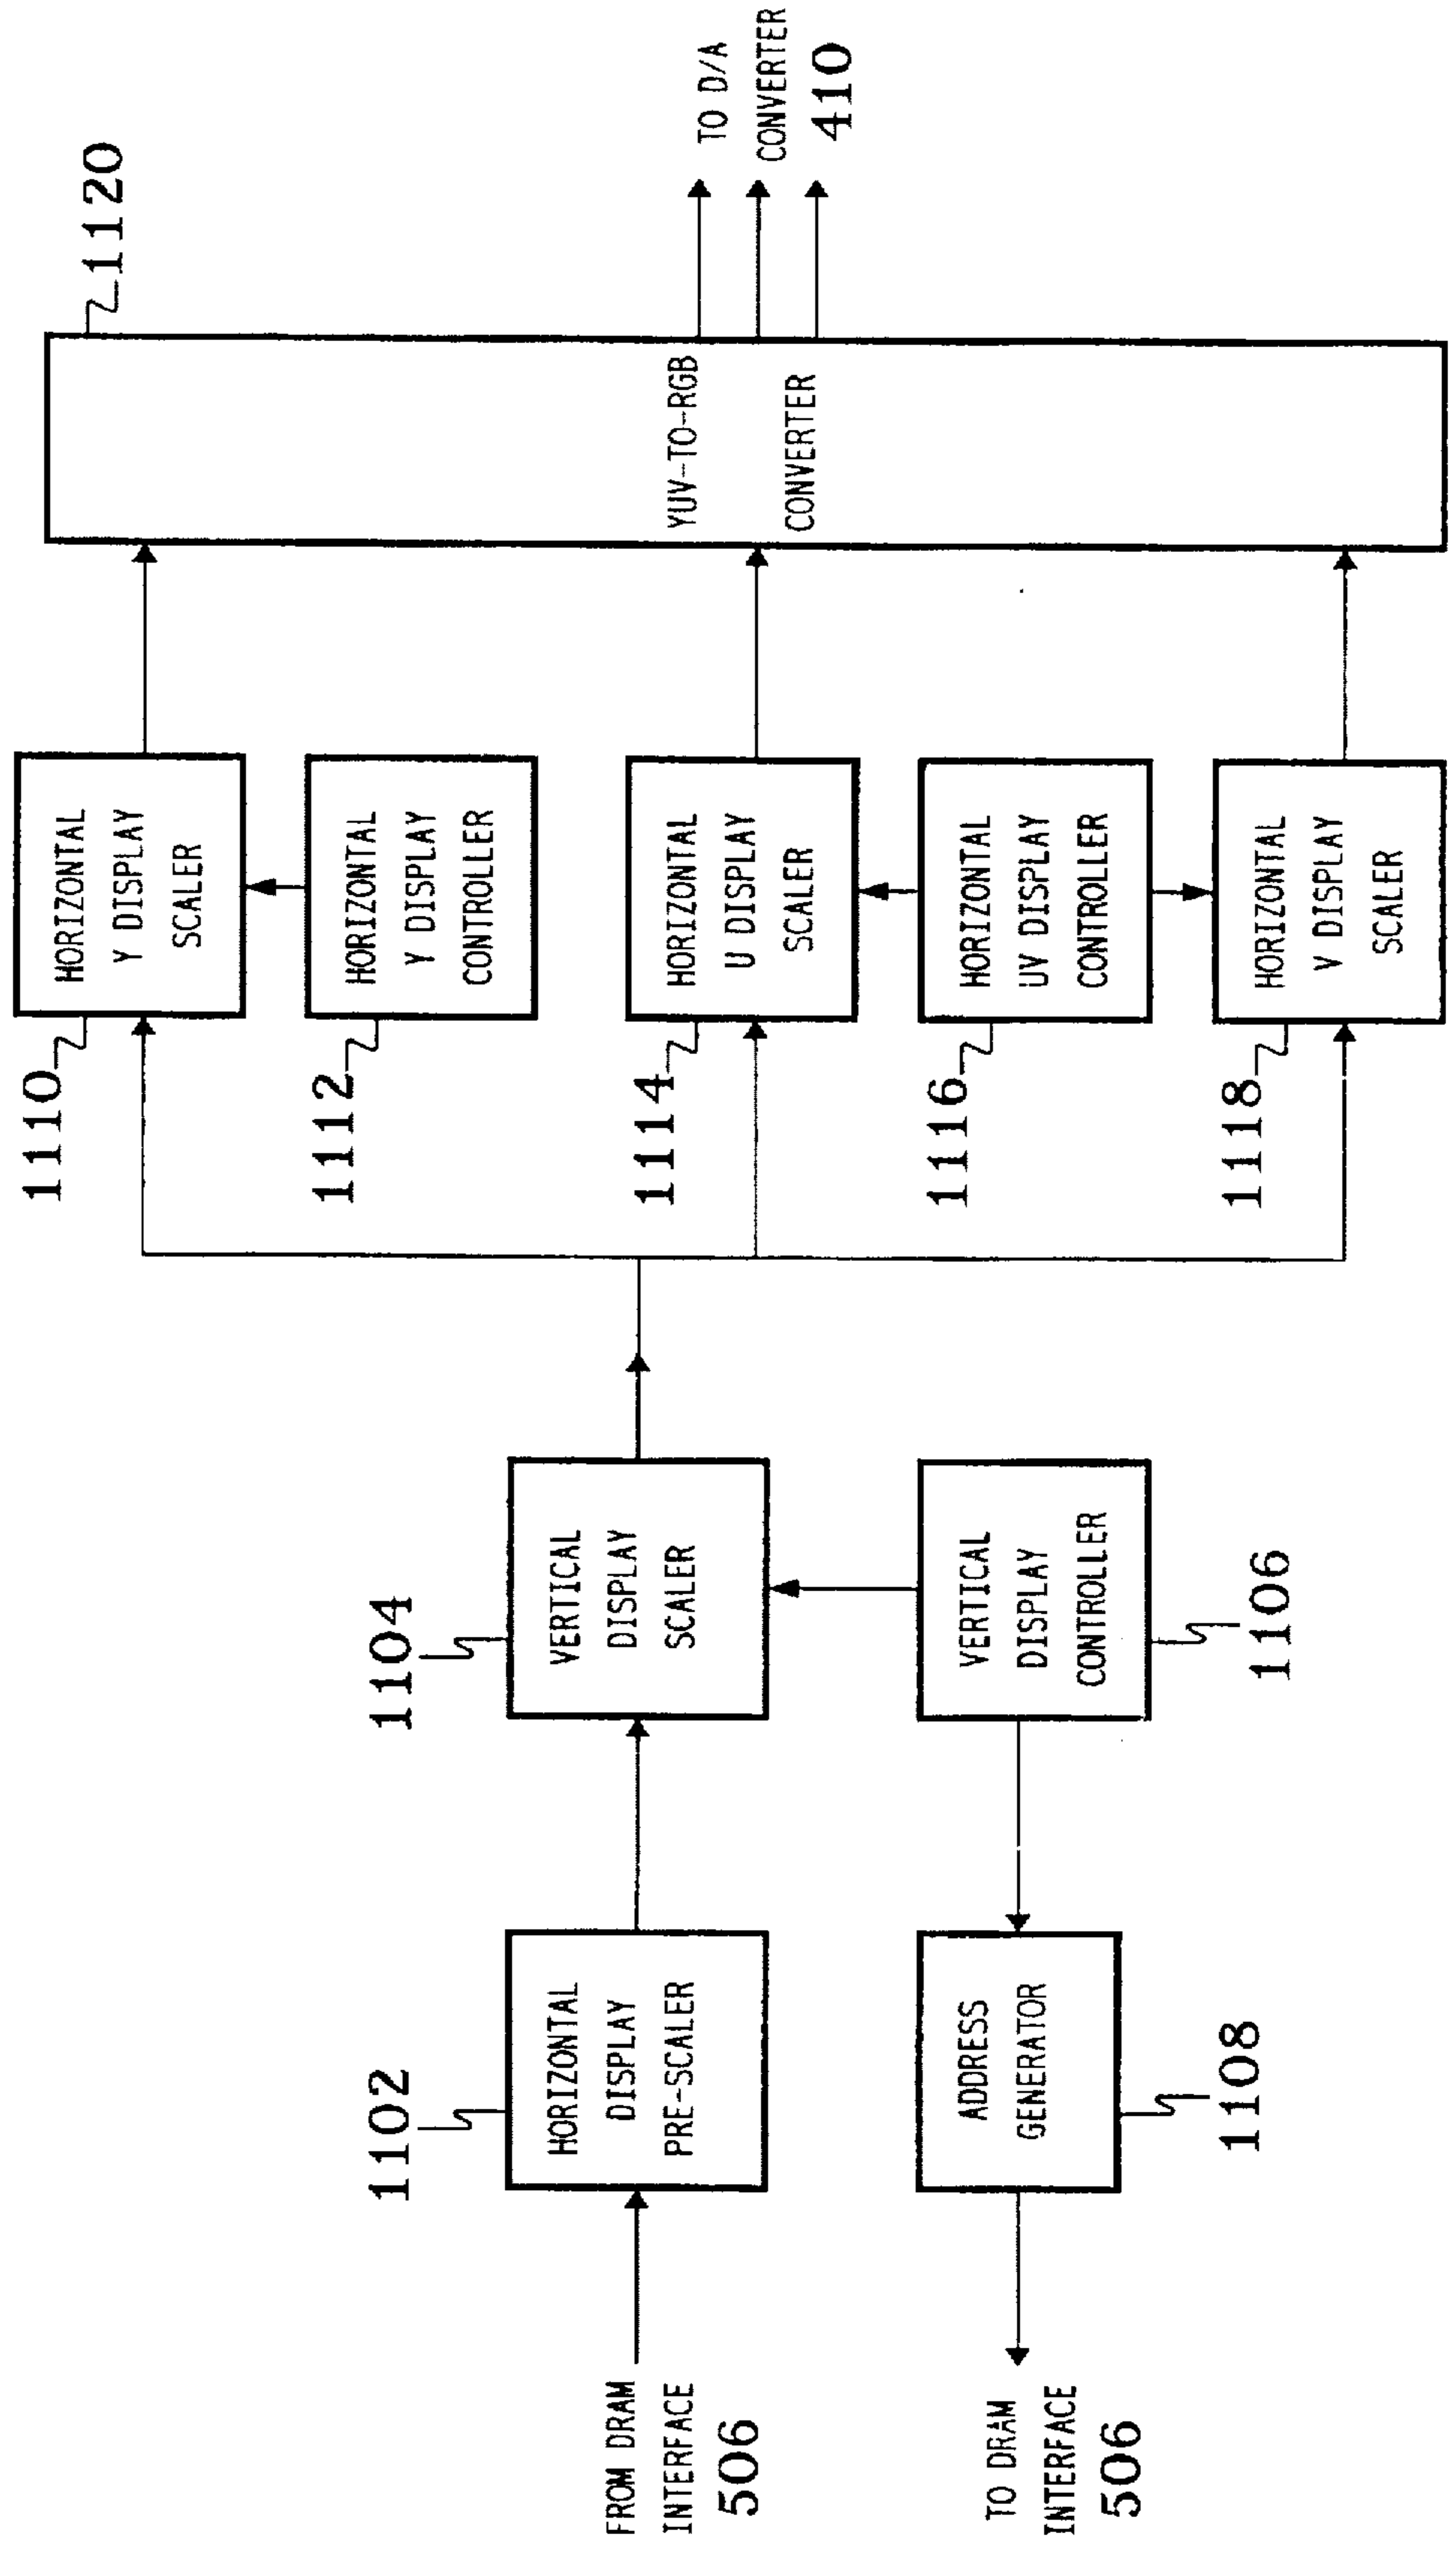 1120
1110
HORIZONTAL
Y DISPLAY
SCALER
1112
HORIZONTAL
Y DISPLAY
CONTROLLER
1104
VERTICAL
DISPLAY
SCALER
1102
HORIZONTAL
DISPLAY
PRE-SCALER
FROM DRAM
INTERFACE
506
1114
HORIZONTAL
U DISPLAY
SCALER
YUV-TO-RGB
CONVERTER
TO D/A
CONVERTER
410
1116
HORIZONTAL
UV DISPLAY
CONTROLLER
VERTICAL
DISPLAY
CONTROLLER
1106
ADDRESS
GENERATOR
1108
TO DRAM
INTERFACE
506
1118
HORIZONTAL
V DISPLAY
SCALER